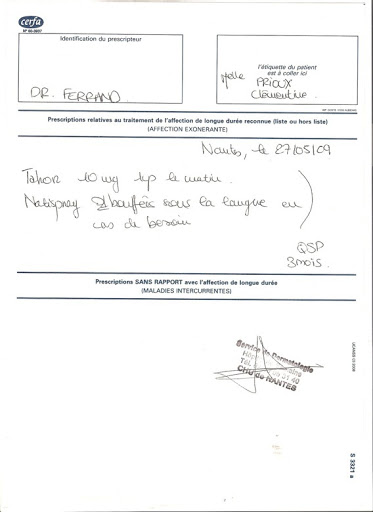 cerfa
N° 60-3937
Identification du prescripteur
DR. FERRAND
l'étiquette du patient
est à coller ici
Melle PRIOUX
Clémentine
Prescriptions relatives au traitement de l'affection de longue durée reconnue (liste ou hors liste)
(AFFECTION EXONERANTE)
Nantes, le 27/05/09
Tahor 10 mg 1cp le matin.
Natispray bouffée sous la langue en
cas de besoin
QSP
3 mois.
Prescriptions SANS RAPPORT avec l'affection de longue durée
(MALADIES INTERCURRENTES)
Service de Dermatologie
CHU de NANTES
S 3321 a